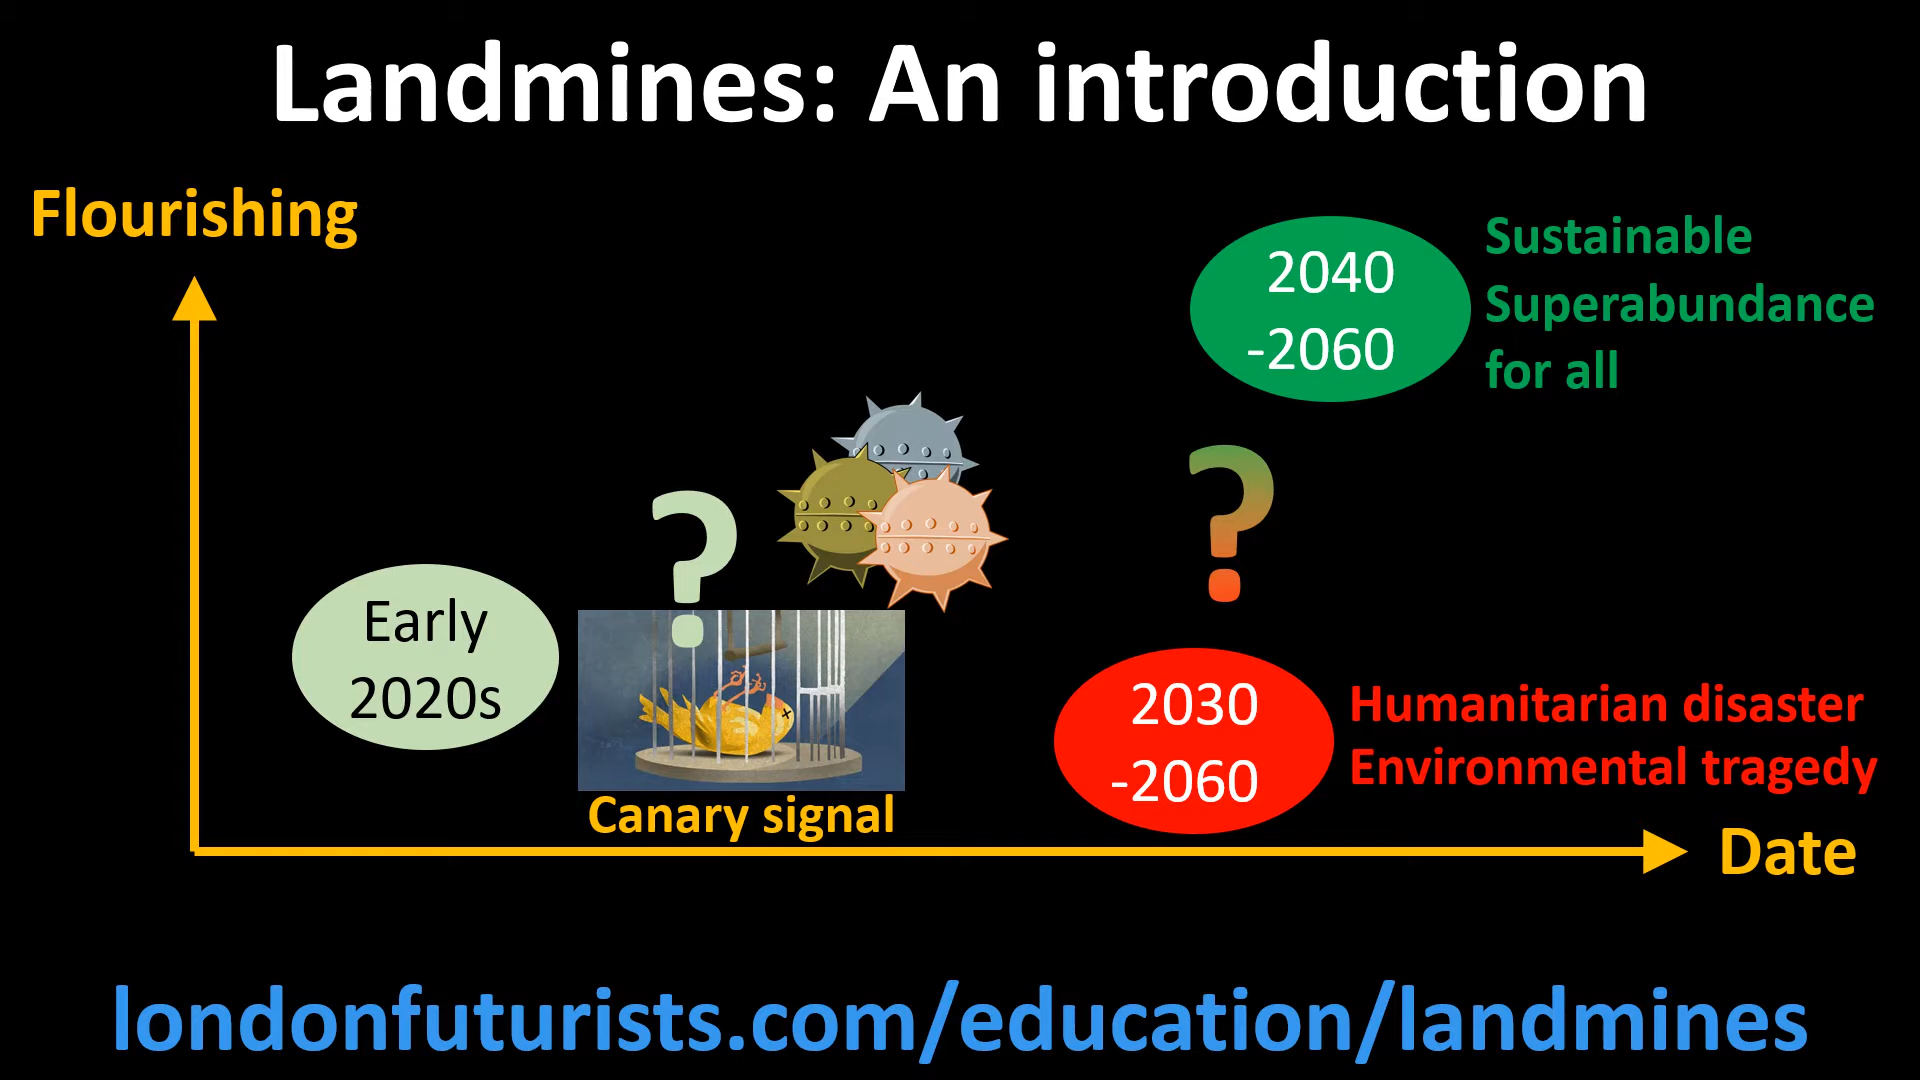 Landmines: An introduction
Flourishing
2040
-2060
Sustainable
Superabundance
for all
?
?
Early
2020s
Canary signal
2030
-2060
Humanitarian disaster
Environmental tragedy
Date
londonfuturists.com/education/landmines